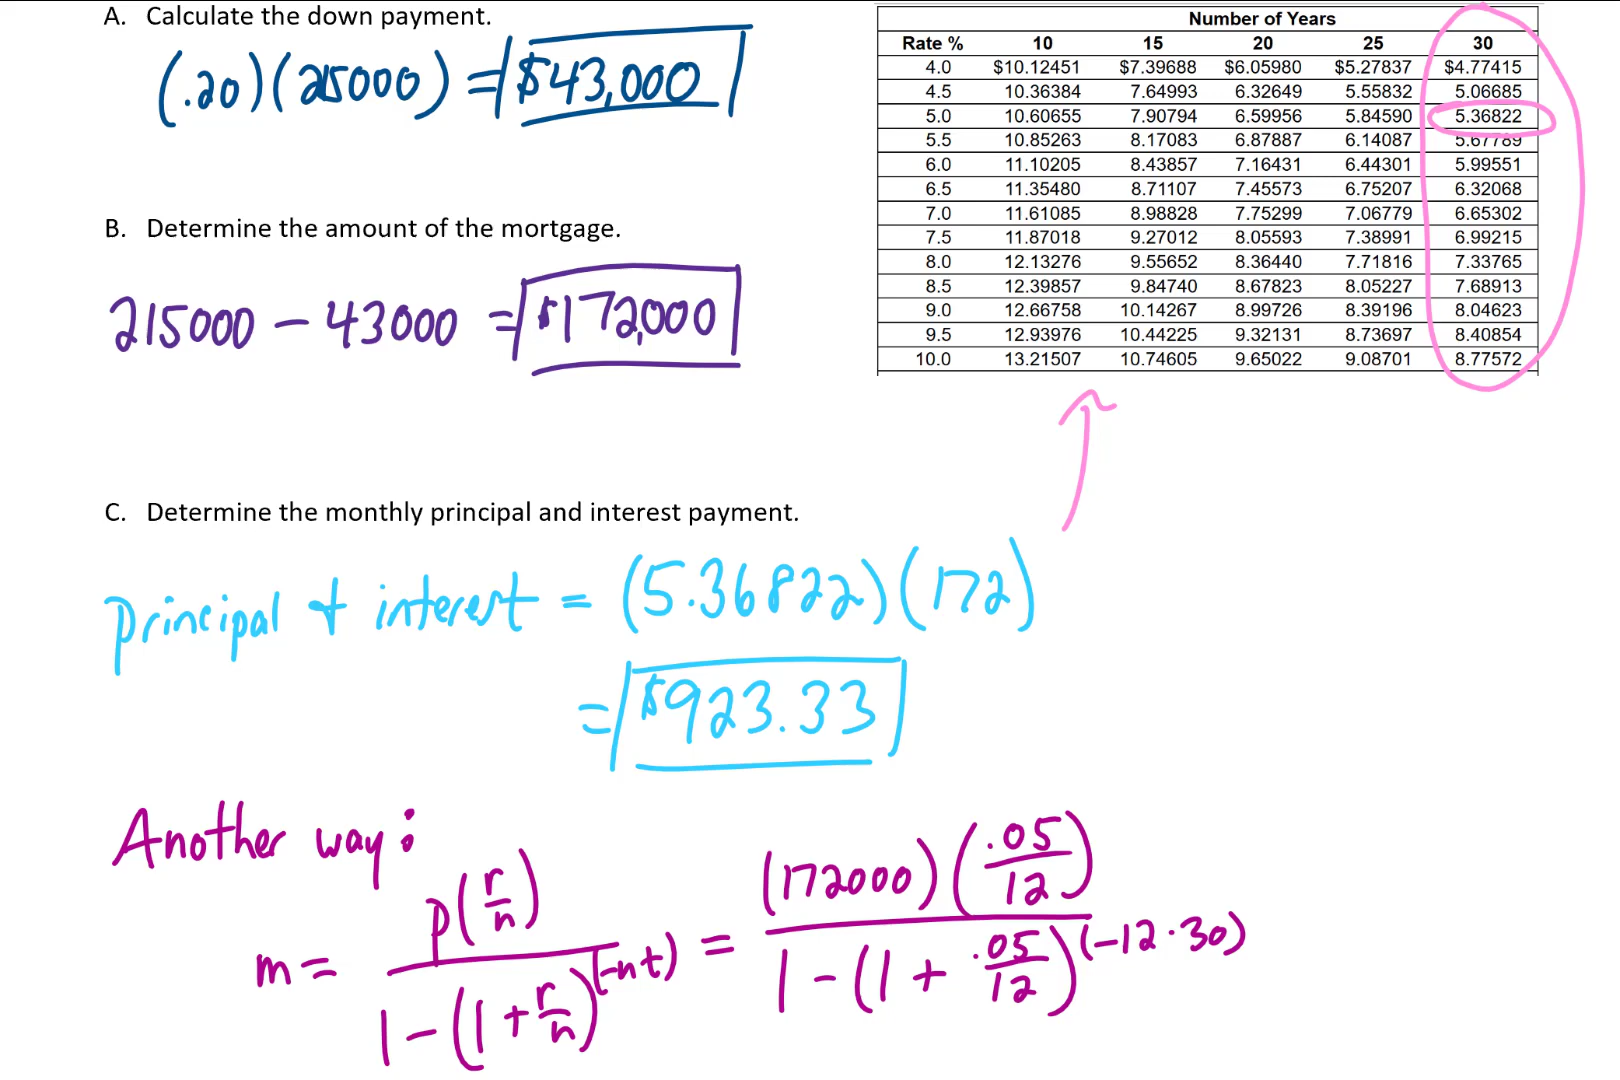 A. Calculate the down payment.
(.20)(215000) = $43,000
B. Determine the amount of the mortgage.
215000 - 43000 = $172,000
Number of Years
Rate % 10 15 20 25 30
4.0 $10.12451 $7.39688 $6.05980 $5.27837 $4.77415
4.5 10.36384 7.64993 6.32649 5.55832 5.06685
5.0 10.60655 7.90794 6.59956 5.84590 5.36822
5.5 10.85263 8.17083 6.87887 6.14087 5.67789
6.0 11.10205 8.43857 7.16431 6.44301 5.99551
6.5 11.35480 8.71107 7.45573 6.75207 6.32068
7.0 11.61085 8.98828 7.75299 7.06779 6.65302
7.5 11.87018 9.27012 8.05593 7.38991 6.99215
8.0 12.13276 9.55652 8.36440 7.71816 7.33765
8.5 12.39857 9.84740 8.67823 8.05227 7.68913
9.0 12.66758 10.14267 8.99726 8.39196 8.04623
9.5 12.93976 10.44225 9.32131 8.73697 8.40854
10.0 13.21507 10.74605 9.65022 9.08701 8.77572
C. Determine the monthly principal and interest payment.
principal + interest = (5.36822)(172)
= $923.33
Another way:
m = p(r/n) / 1-(1+r/n)^(-nt) = (172000)(.05/12) / 1-(1+.05/12)^(-12·30)